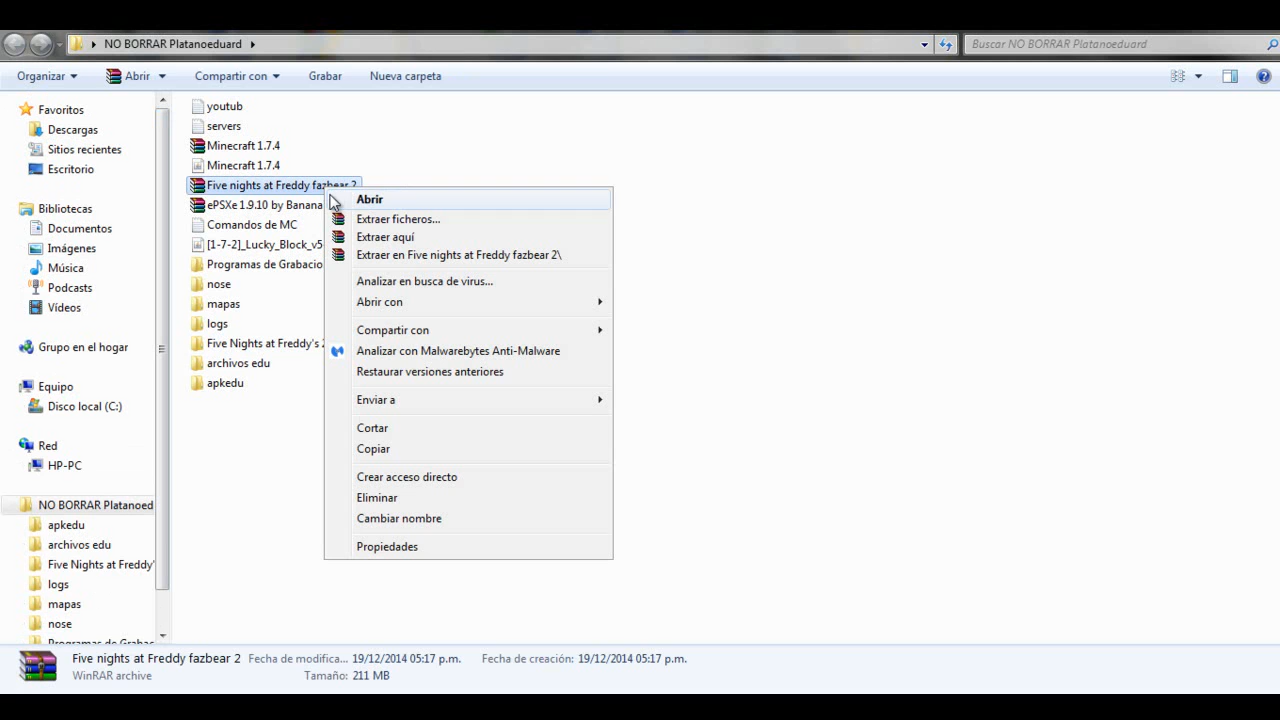 NO BORRAR Platanoeduard
Buscar NO BORRAR Platanoeduard
Organizar
Abrir
Compartir con
Grabar
Nueva carpeta
Favoritos
Descargas
Sitios recientes
Escritorio
Bibliotecas
Documentos
Imágenes
Música
Podcasts
Vídeos
Grupo en el hogar
Equipo
Disco local (C:)
Red
HP-PC
NO BORRAR Platanoed
apkedu
archivos edu
Five Nights at Freddy'
logs
mapas
nose
Programas de Grabac
youtub
servers
Minecraft 1.7.4
Minecraft 1.7.4
Five nights at Freddy fazbear 2
ePSXe 1.9.10 by Banana
Comandos de MC
[1-7-2]_Lucky_Block_v5-
Programas de Grabacio
nose
mapas
logs
Five Nights at Freddy's 2
archivos edu
apkedu
Abrir
Extraer ficheros...
Extraer aquí
Extraer en Five nights at Freddy fazbear 2\
Analizar en busca de virus...
Abrir con
Compartir con
Analizar con Malwarebytes Anti-Malware
Restaurar versiones anteriores
Enviar a
Cortar
Copiar
Crear acceso directo
Eliminar
Cambiar nombre
Propiedades
Five nights at Freddy fazbear 2 Fecha de modifica... 19/12/2014 05:17 p.m. Fecha de creación: 19/12/2014 05:17 p.m.
WinRAR archive Tamaño: 211 MB